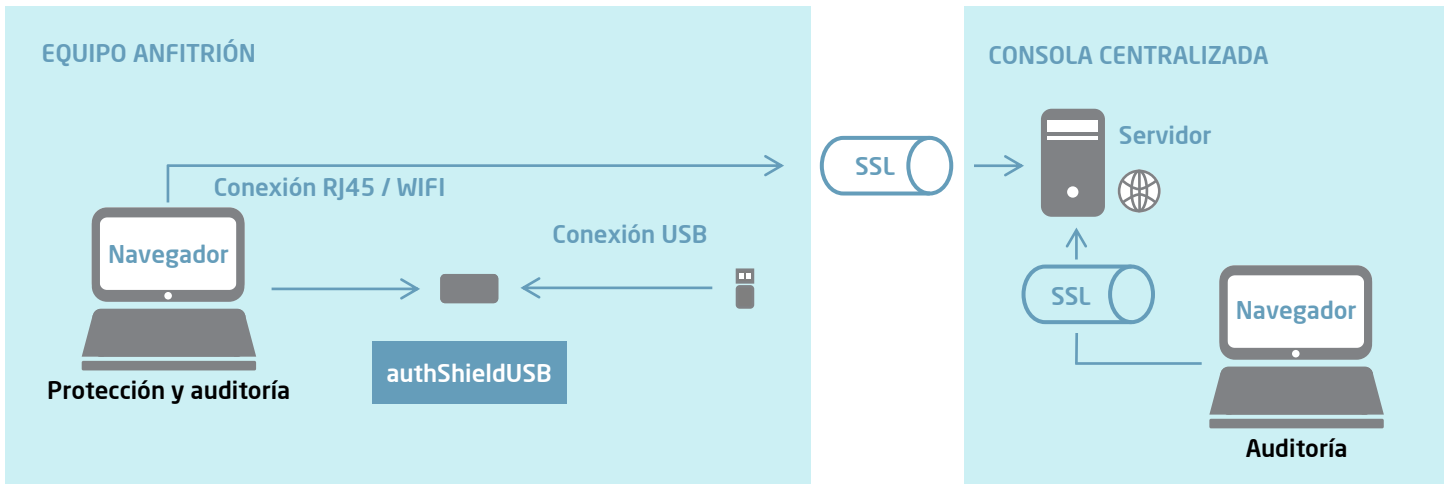 EQUIPO ANFITRIÓN
Conexión RJ45 / WIFI
Navegador
Conexión USB
authShieldUSB
Protección y auditoría
SSL
CONSOLA CENTRALIZADA
Servidor
SSL
Navegador
Auditoría